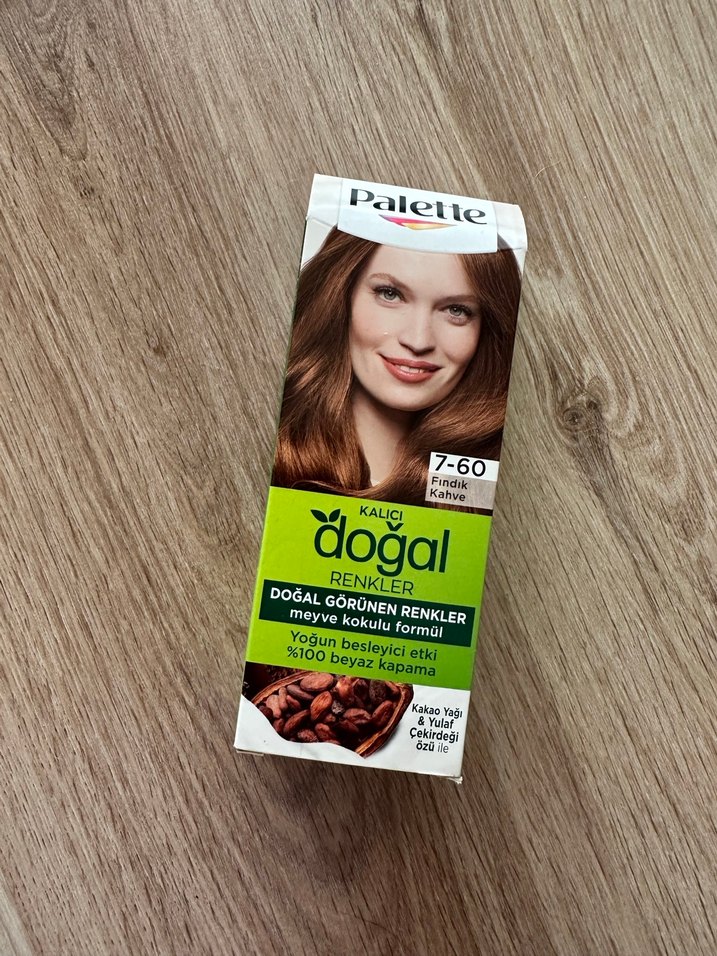 Palette
7-60
Fındık
Kahve
KALICI
doğal
RENKLER
DOĞAL GÖRÜNEN RENKLER
meyve kokulu formül
Yoğun besleyici etki
%100 beyaz kapama
Kakao Yağı
& Yulaf
Çekirdeği
özü ile